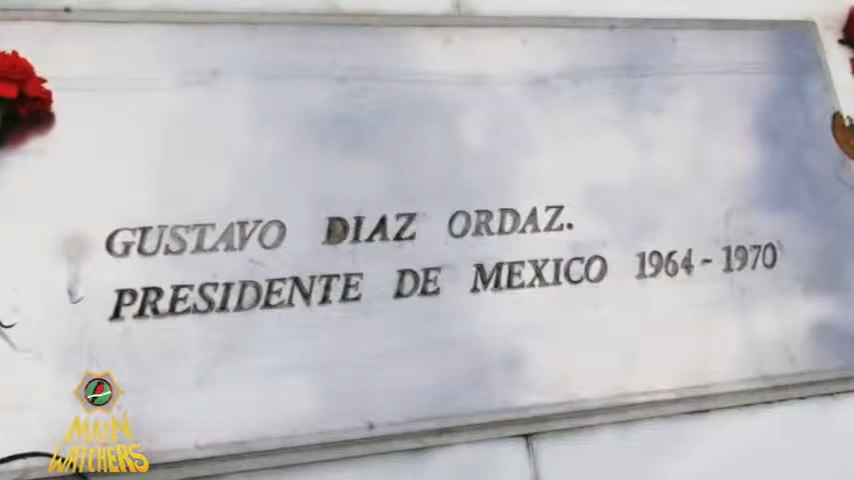 GUSTAVO DIAZ ORDAZ.
PRESIDENTE DE MEXICO 1964-1970
MAIN
WATCHERS